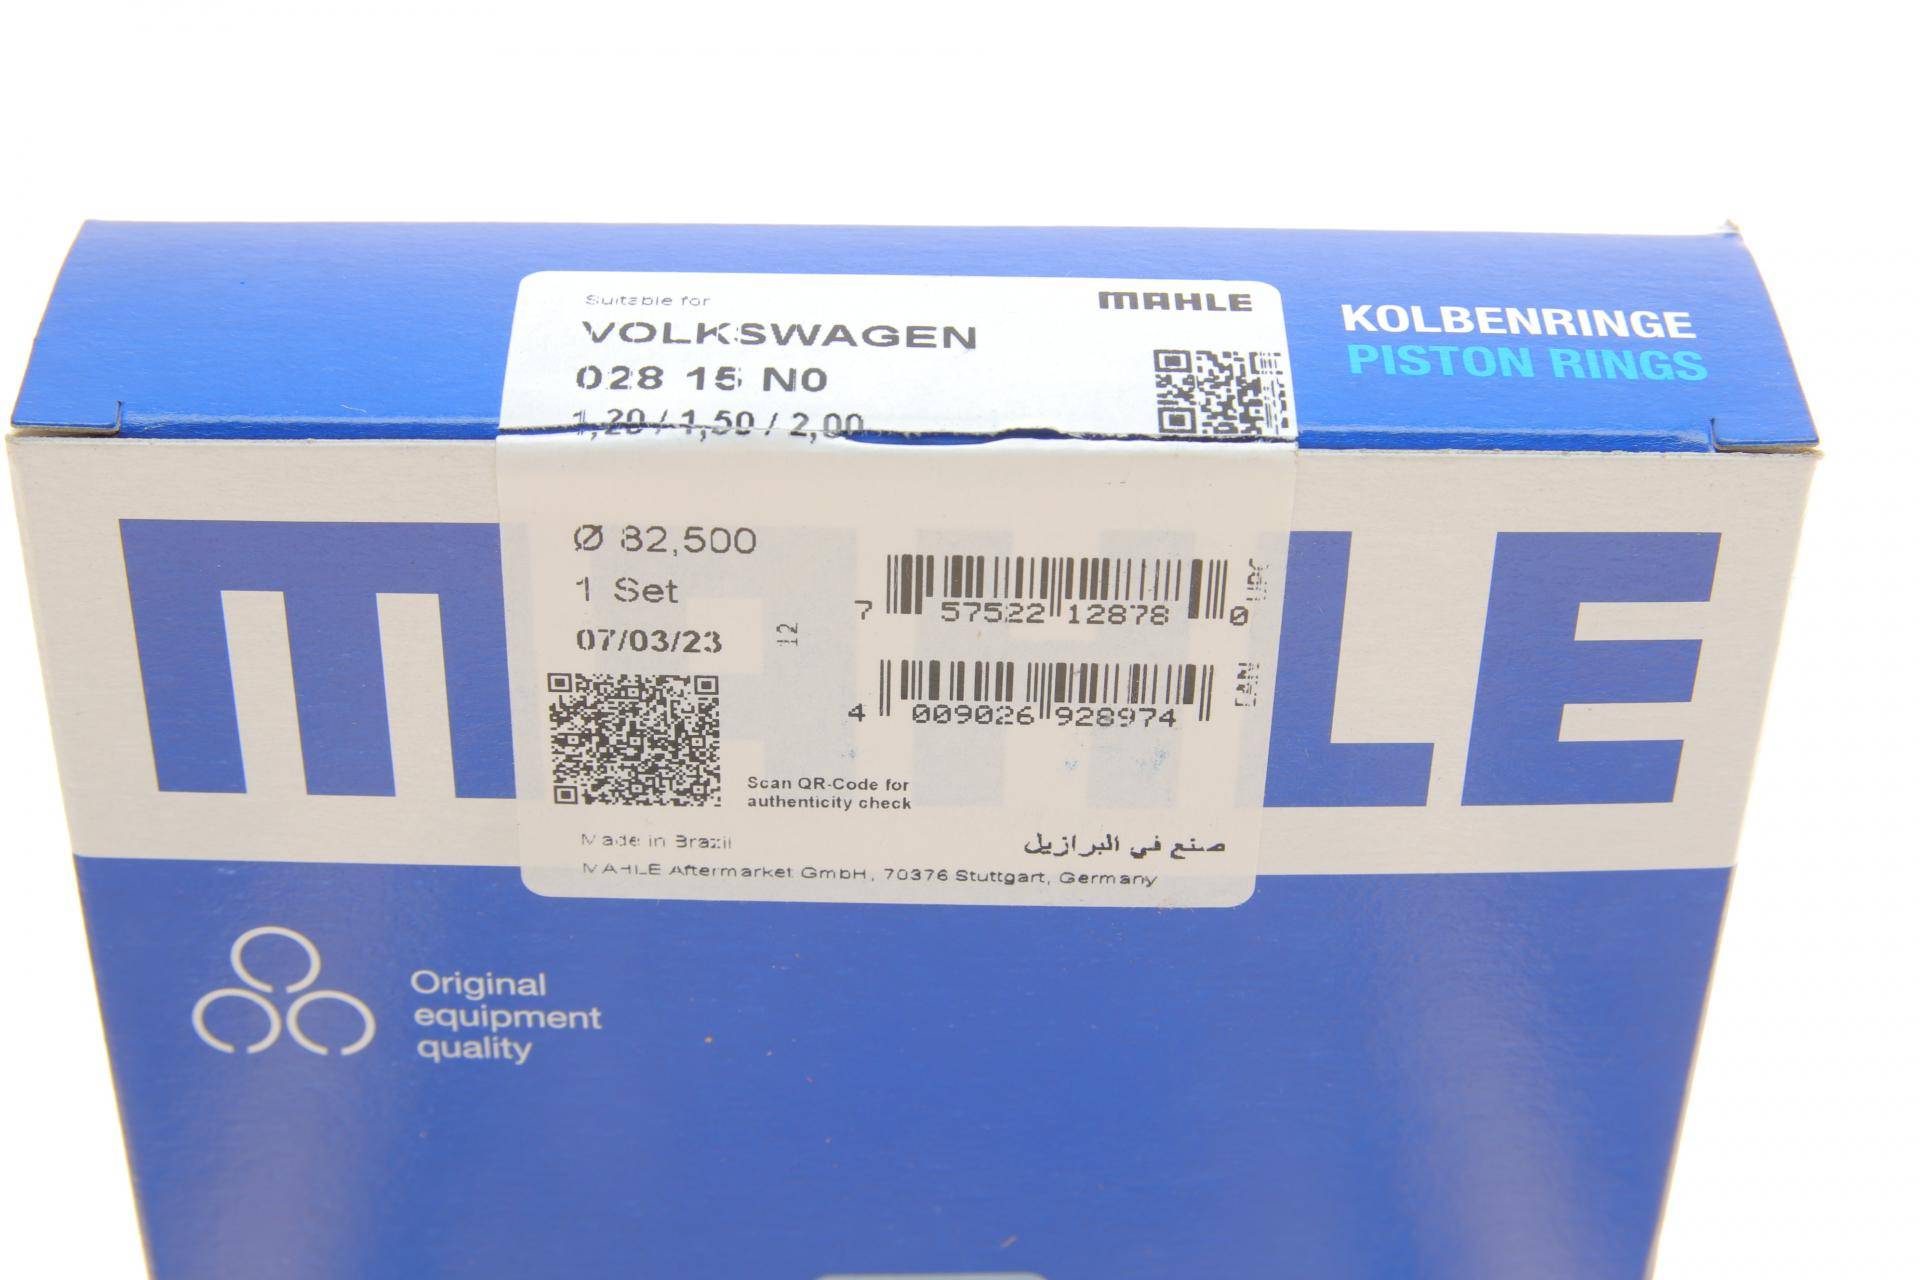 Suitable for
MAHLE
VOLKSWAGEN
028 15 N0
1,20 / 1,50 / 2,00
KOLBENRINGE
PISTON RINGS
MAHLE
Ø 82,500
1 Set
07/03/23
12
7 57522 12878 0
UPC
4 009026 928974
EAN
Scan QR-Code for
authenticity check
Made in Brazil
صنع في البرازيل
MAHLE Aftermarket GmbH, 70376 Stuttgart, Germany
Original
equipment
quality